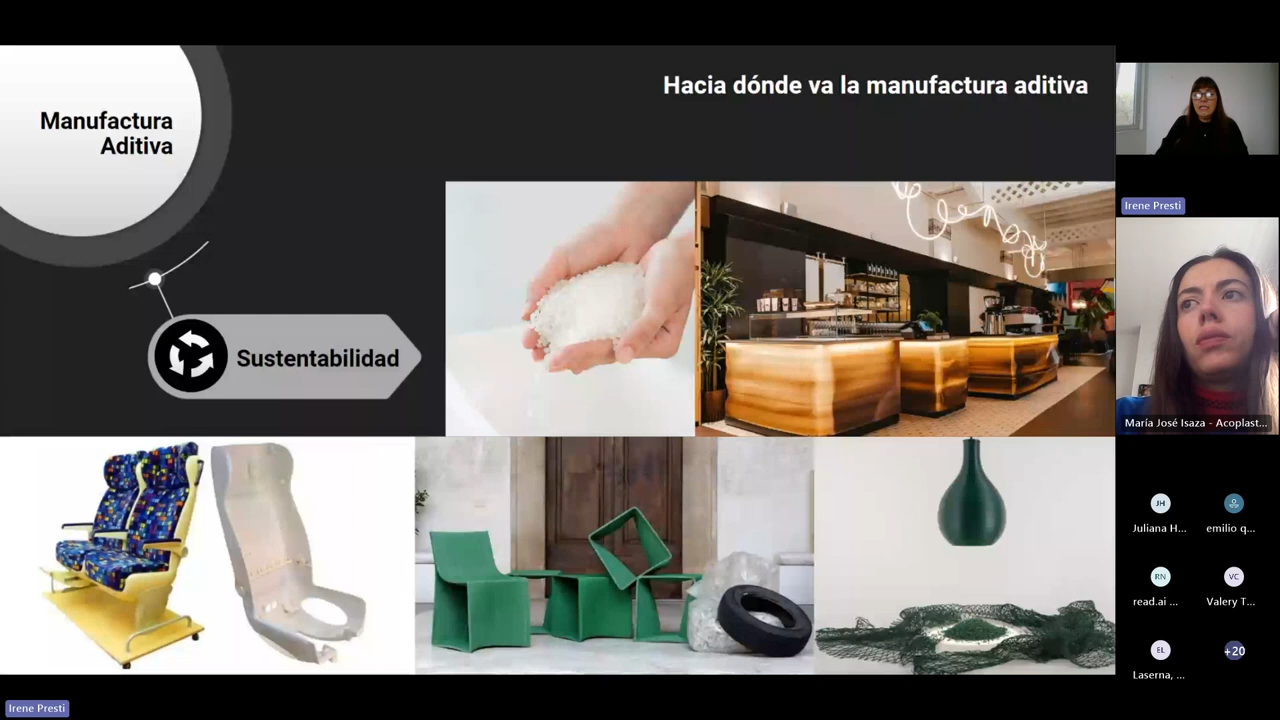 Hacia dónde va la manufactura aditiva
Manufactura
Aditiva
Sustentabilidad
Irene Presti
María José Isaza - Acoplast...
JH
Juliana H...
emilio q...
RN
read.ai ...
VC
Valery T...
EL
Laserna, ...
+20
Irene Presti